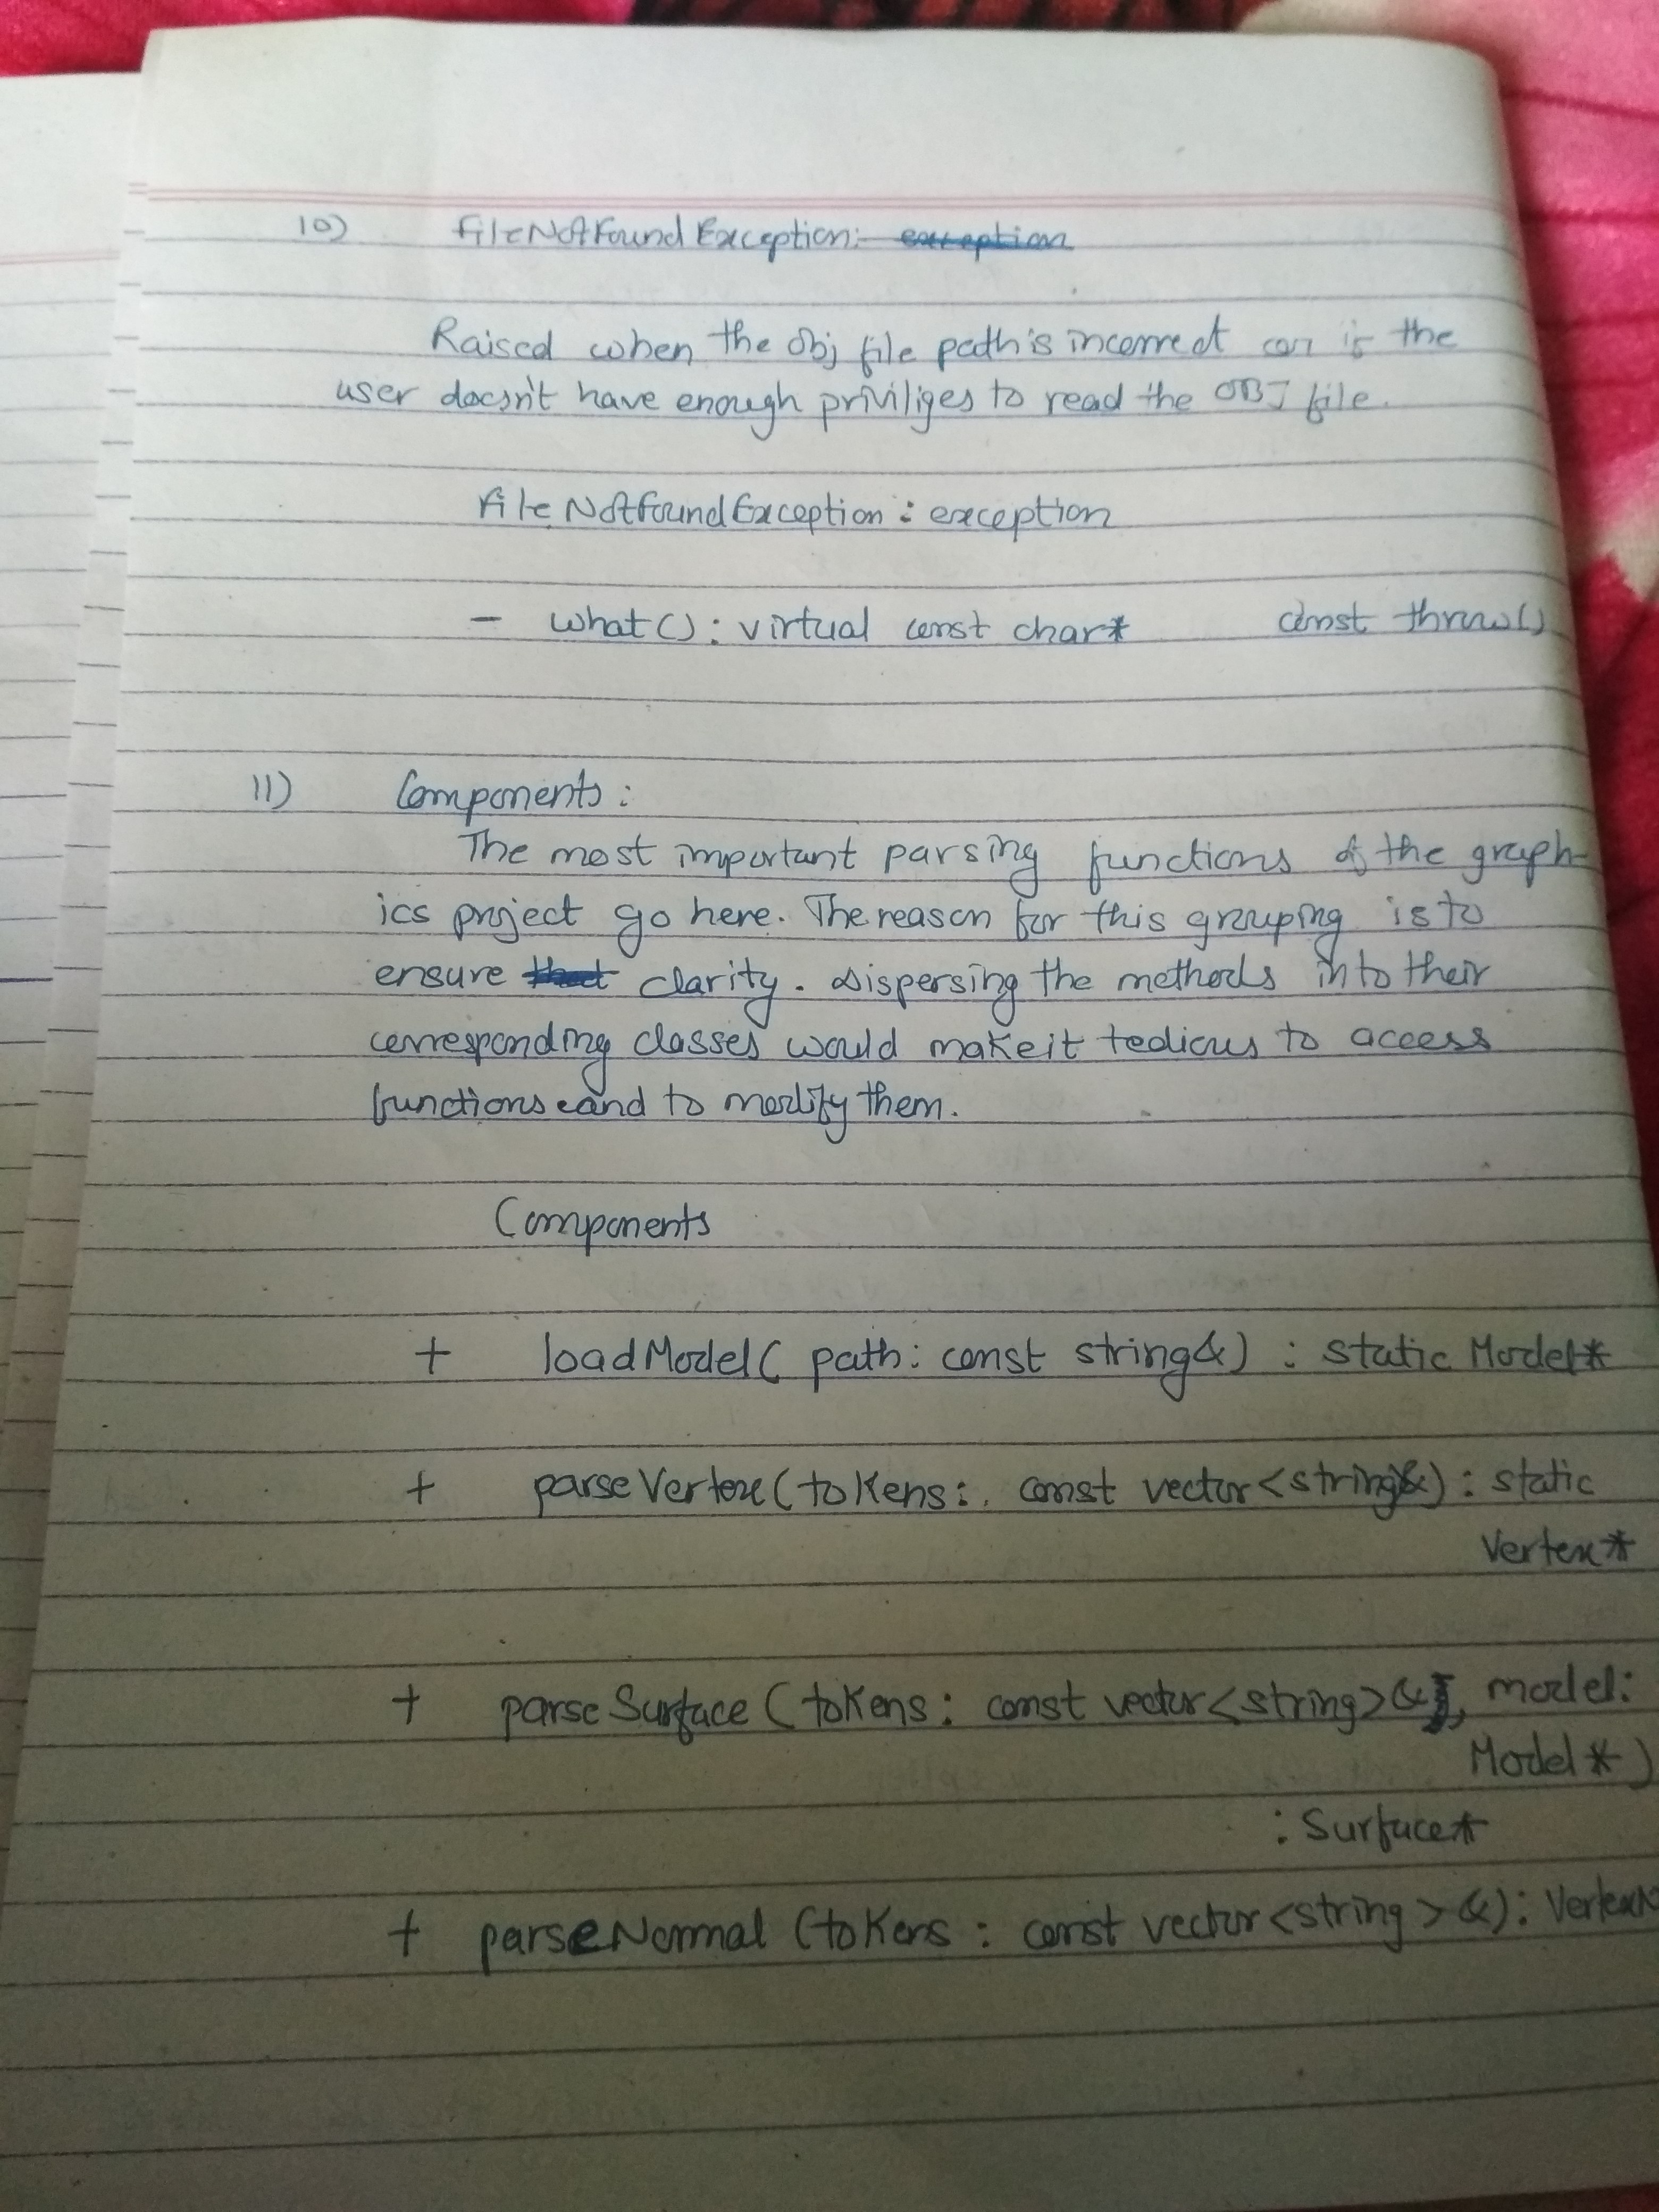 10) FileNotFoundException: exception
Raised when the Obj file path is incorrect or is the
user doesn't have enough priviliges to read the OBJ file.
FileNotFoundException : exception
- what() : virtual const char* const throw()
11) Components :
The most important parsing functions of the graph-
ics project go here. The reason for this grouping is to
ensure that clarity. Dispersing the methods into their
corresponding classes would make it tedious to access
functions and to modify them.
Components
+ loadModel( path : const string&) : static Model*
+ parseVertex (tokens : const vector<string&) : static
Vertex*
+ parseSurface (tokens : const vector<string>&, model:
Model*)
: Surface*
+ parseNormal (tokens : const vector<string>&) : Vertex*